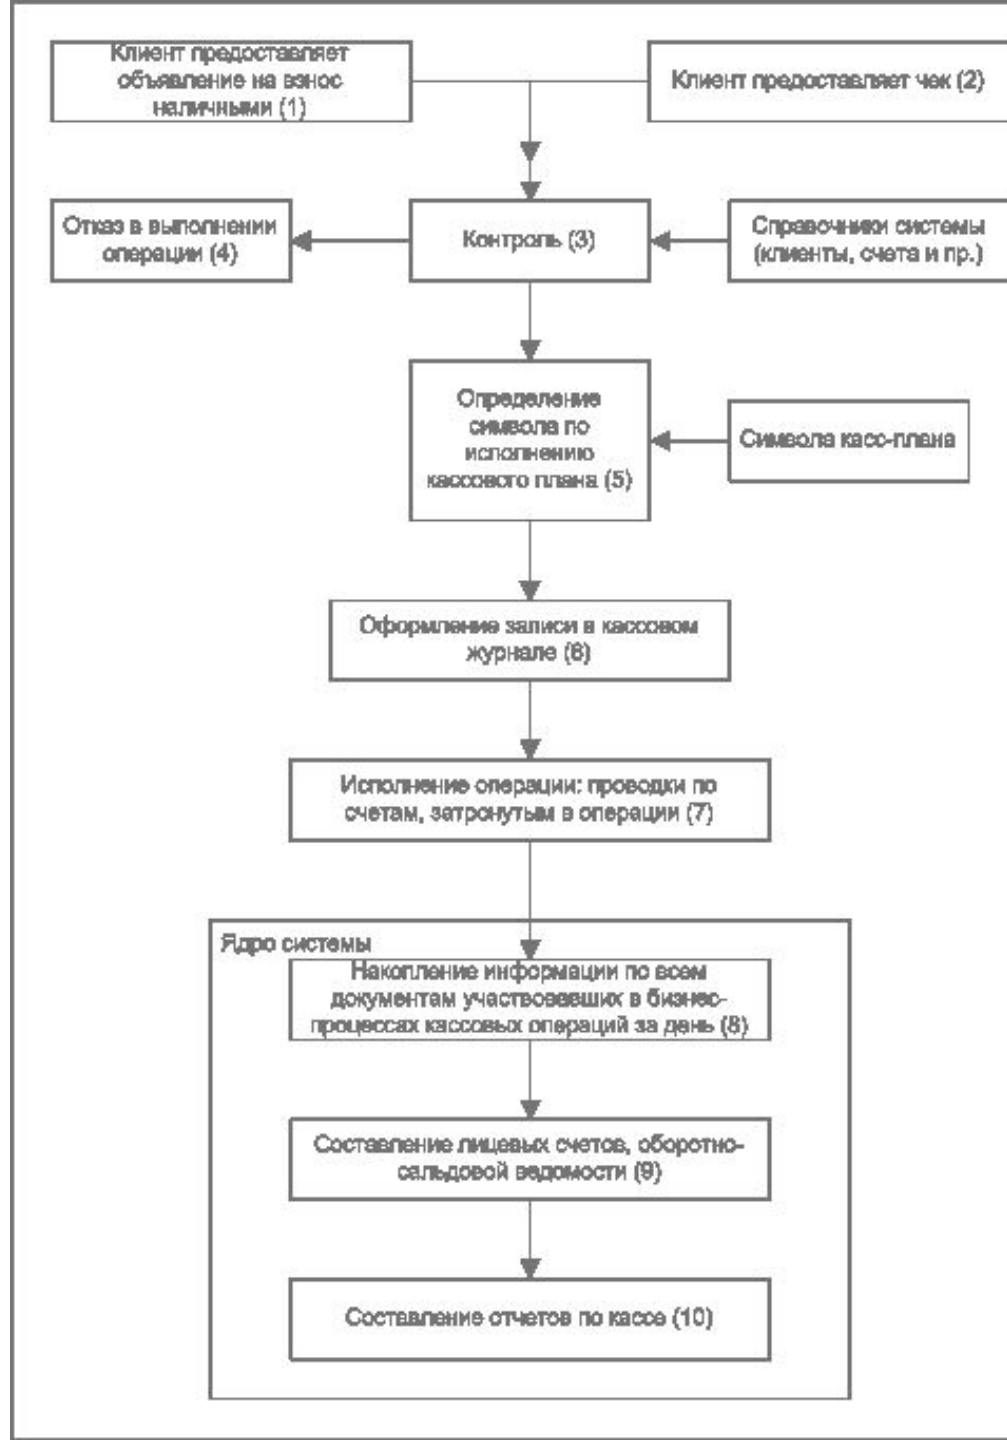 Клиент предоставляет
объявление на взнос
наличными (1)
Клиент предоставляет чек (2)
Отказ в выполнении
операции (4)
Контроль (3)
Справочники системы
(клиенты, счета и пр.)
Определение
символа по
исполнению
кассового плана (5)
Символа касс-плана
Оформление записи в кассовом
журнале (6)
Исполнение операции: проводки по
счетам, затронутым в операции (7)
Ядро системы
Накопление информации по всем
документам участвовавших в бизнес-
процессах кассовых операций за день (8)
Составление лицевых счетов, оборотно-
сальдовой ведомости (9)
Составление отчетов по кассе (10)